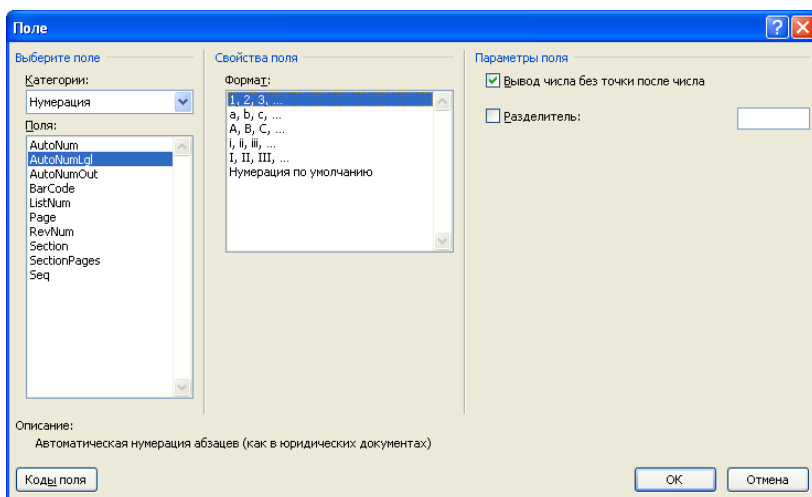 Поле
Выберите поле
Категории:
Нумерация
Поля:
AutoNum
AutoNumLgl
AutoNumOut
BarCode
ListNum
Page
RevNum
Section
SectionPages
Seq
Свойства поля
Формат:
1, 2, 3, ...
a, b, c, ...
A, B, C, ...
i, ii, iii, ...
I, II, III, ...
Нумерация по умолчанию
Параметры поля
Вывод числа без точки после числа
Разделитель:
Описание:
Автоматическая нумерация абзацев (как в юридических документах)
Коды поля
ОК
Отмена